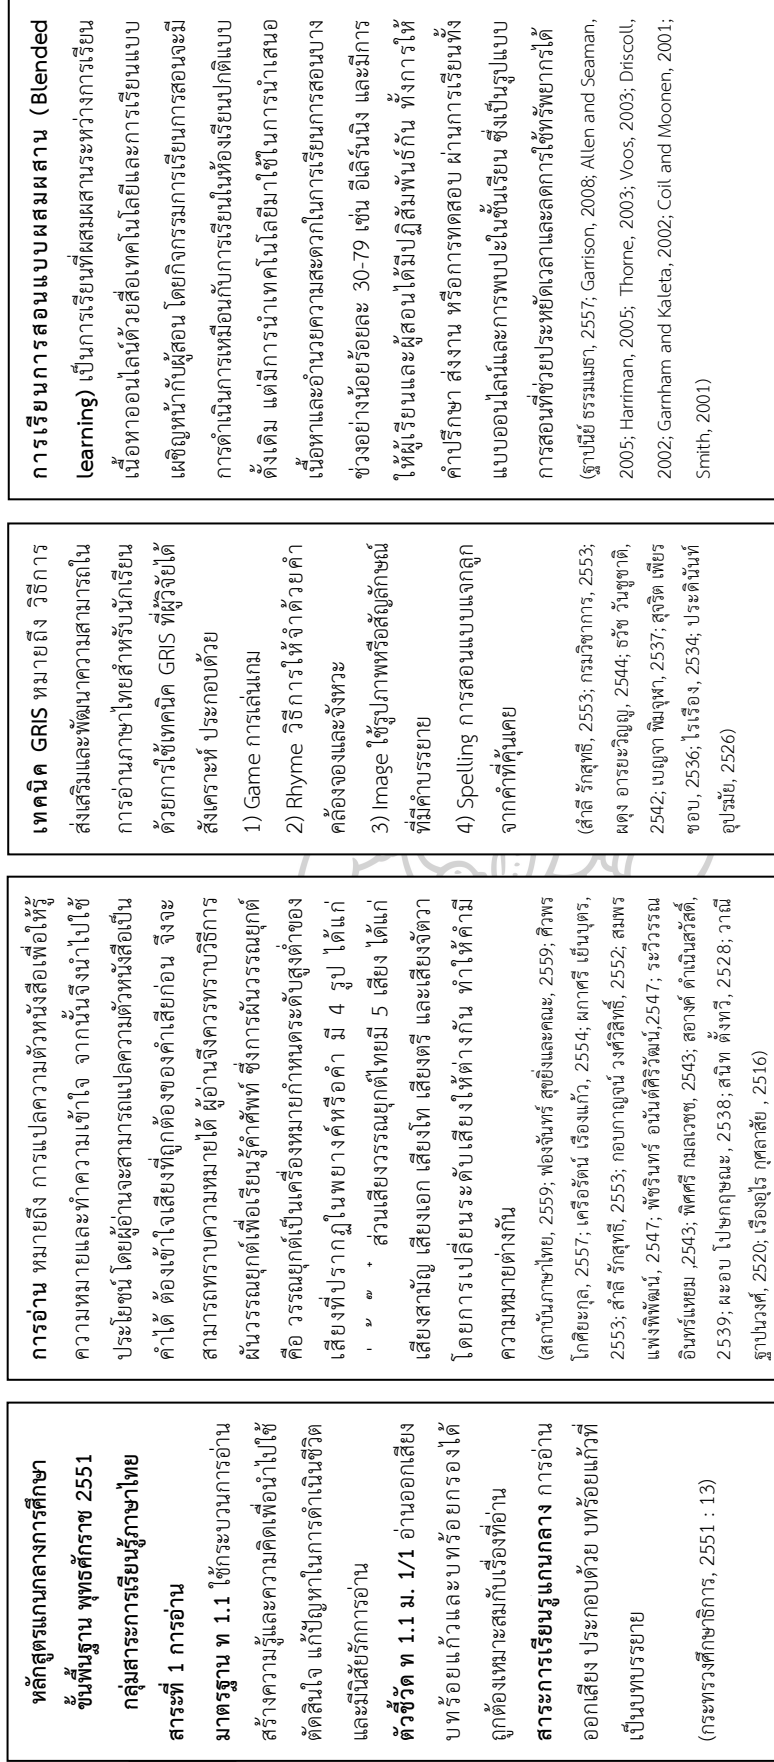 หลักสูตรแกนกลางการศึกษา
ขั้นพื้นฐาน พุทธศักราช 2551
กลุ่มสาระการเรียนรู้ภาษาไทย
สาระที่ 1 การอ่าน
มาตรฐาน ท 1.1 ใช้กระบวนการอ่าน
สร้างความรู้และความคิดเพื่อนำไปใช้
ตัดสินใจ แก้ปัญหาในการดำเนินชีวิต
และมีนิสัยรักการอ่าน
ตัวชี้วัด ท 1.1 ม. 1/1 อ่านออกเสียง
บทร้อยแก้วและบทร้อยกรองได้
ถูกต้องเหมาะสมกับเรื่องที่อ่าน
สาระการเรียนรู้แกนกลาง การอ่าน
ออกเสียง ประกอบด้วย บทร้อยแก้วที่
เป็นบทบรรยาย
(กระทรวงศึกษาธิการ, 2551 : 13)
การอ่าน หมายถึง การแปลความตัวหนังสือเพื่อให้รู้
ความหมายและทำความเข้าใจ จากนั้นจึงนำไปใช้
ประโยชน์ โดยผู้อ่านจะสามารถแปลความตัวหนังสือเป็น
คำได้ ต้องเข้าใจเสียงที่ถูกต้องของคำเสียก่อน จึงจะ
สามารถทราบความหมายได้ ผู้อ่านจึงควรทราบวิธีการ
ผันวรรณยุกต์เพื่อเรียนรู้คำศัพท์ ซึ่งการผันวรรณยุกต์
คือ วรรณยุกต์เป็นเครื่องหมายกำหนดระดับสูงต่ำของ
เสียงที่ปรากฏในพยางค์หรือคำ มี 4 รูป ได้แก่
่ ้ ๊ ๋ ส่วนเสียงวรรณยุกต์ไทยมี 5 เสียง ได้แก่
เสียงสามัญ เสียงเอก เสียงโท เสียงตรี และเสียงจัตวา
โดยการเปลี่ยนระดับเสียงให้ต่างกัน ทำให้คำมี
ความหมายต่างกัน
(สถาบันภาษาไทย, 2559; ฟองจันทร์ สุขยิ่งและคณะ, 2559; ศิวพร
โกศิยะกุล, 2557; เครือรัตน์ เรืองแก้ว, 2554; ผกาศรี เย็นบุตร,
2553; สำลี รักสุทธี, 2553; กอบกาญจน์ วงศ์วิสิทธิ์, 2552; สมพร
แพ่งพิพัฒน์, 2547; พัชรินทร์ อนันต์ศิริวัฒน์,2547; ระวีวรรณ
อินทร์แหยม ,2543; พิศศรี กมลเวชช, 2543; สอางค์ ดำเนินสวัสดิ์,
2539; ผะอบ โปษกฤษณะ, 2538; สนิท ตั้งทวี, 2528; วาณี
ฐาปนวงศ์, 2520; เรืองอุไร กุศลาสัย , 2516)
เทคนิค GRIS หมายถึง วิธีการ
ส่งเสริมและพัฒนาความสามารถใน
การอ่านภาษาไทยสำหรับนักเรียน
ด้วยการใช้เทคนิค GRIS ที่ผู้วิจัยได้
สังเคราะห์ ประกอบด้วย
1) Game การเล่นเกม
2) Rhyme วิธีการให้จำด้วยคำ
คล้องจองและจังหวะ
3) Image ใช้รูปภาพหรือสัญลักษณ์
ที่มีคำบรรยาย
4) Spelling การสอนแบบแจกลูก
จากคำที่คุ้นเคย
(สำลี รักสุทธี, 2553; กรมวิชาการ, 2553;
ผดุง อารยะวิญญู, 2544; ธวัช วันชูชาติ,
2542; เบญจา พิมจุฬา, 2537; สุจริต เพียร
ชอบ, 2536; ไรเรือง, 2534; ประดินันท์
อุปรมัย, 2526)
การเรียนการสอนแบบผสมผสาน (Blended
learning) เป็นการเรียนที่ผสมผสานระหว่างการเรียน
เนื้อหาออนไลน์ด้วยสื่อเทคโนโลยีและการเรียนแบบ
เผชิญหน้ากับผู้สอน โดยกิจกรรมการเรียนการสอนจะมี
การดำเนินการเหมือนกับการเรียนในห้องเรียนปกติแบบ
ดั้งเดิม แต่มีการนำเทคโนโลยีมาใช้ในการนำเสนอ
เนื้อหาและอำนวยความสะดวกในการเรียนการสอนบาง
ช่วงอย่างน้อยร้อยละ 30-79 เช่น อีเลิร์นนิง และมีการ
ให้ผู้เรียนและผู้สอนได้มีปฏิสัมพันธ์กัน ทั้งการให้
คำปรึกษา ส่งงาน หรือการทดสอบ ผ่านการเรียนทั้ง
แบบออนไลน์และการพบปะในชั้นเรียน ซึ่งเป็นรูปแบบ
การสอนที่ช่วยประหยัดเวลาและลดการใช้ทรัพยากรได้
(ฐาปนีย์ ธรรมเมธา, 2557; Garrison, 2008; Allen and Seaman,
2005; Harriman, 2005; Thorne, 2003; Voos, 2003; Driscoll,
2002; Garnham and Kaleta, 2002; Coil and Moonen, 2001;
Smith, 2001)